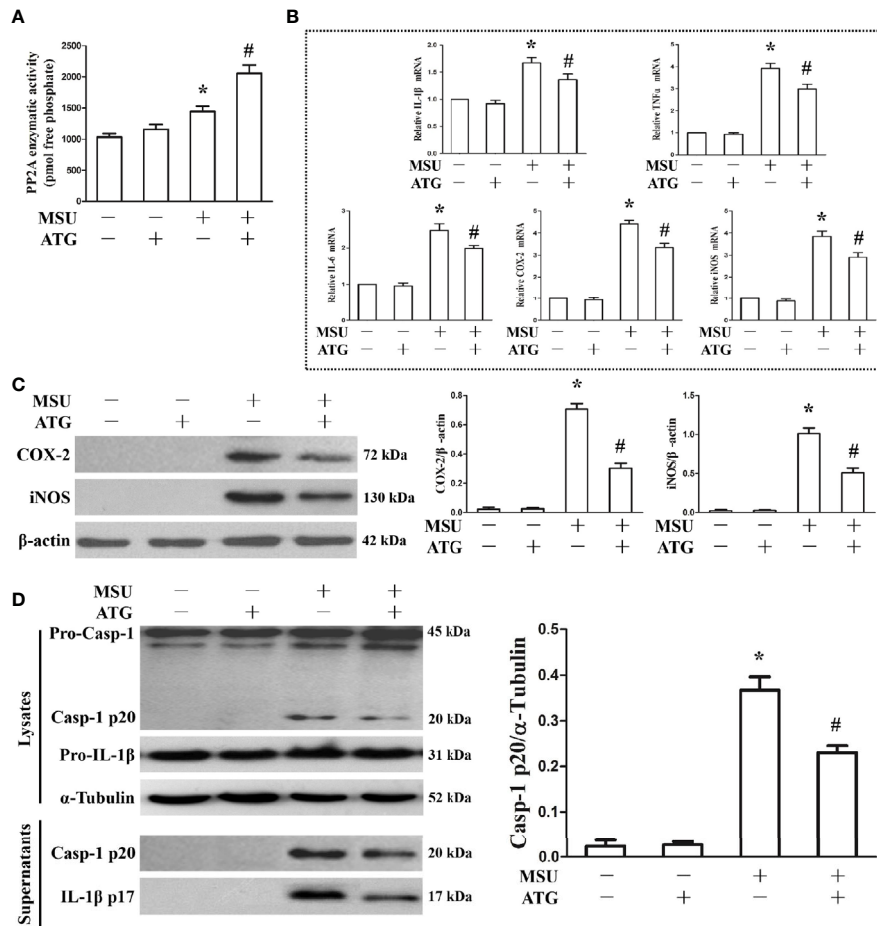 A
PP2A enzymatic activity
(pmol free phosphate)
2500
2000
1500
1000
500
0
*
#
MSU − − + +
ATG − + − +
B
Relative IL-1β mRNA
2.0
1.5
1.0
0.5
0.0
*
#
MSU − − + +
ATG − + − +
Relative TNFα mRNA
5
4
3
2
1
0
*
#
MSU − − + +
ATG − + − +
Relative IL-6 mRNA
3
2
1
0
*
#
MSU − − + +
ATG − + − +
Relative COX-2 mRNA
5
4
3
2
1
0
*
#
MSU − − + +
ATG − + − +
Relative iNOS mRNA
5
4
3
2
1
0
*
#
MSU − − + +
ATG − + − +
C
MSU − − + +
ATG − + − +
COX-2 72 kDa
iNOS 130 kDa
β-actin 42 kDa
COX-2/β -actin
0.8
0.6
0.4
0.2
0.0
*
#
MSU − − + +
ATG − + − +
iNOS/β -actin
1.5
1.0
0.5
0.0
*
#
MSU − − + +
ATG − + − +
D
MSU − − + +
ATG − + − +
Lysates
Pro-Casp-1 45 kDa
Casp-1 p20 20 kDa
Pro-IL-1β 31 kDa
α-Tubulin 52 kDa
Supernatants
Casp-1 p20 20 kDa
IL-1β p17 17 kDa
Casp-1 p20/α-Tubulin
0.5
0.4
0.3
0.2
0.1
0.0
*
#
MSU − − + +
ATG − + − +